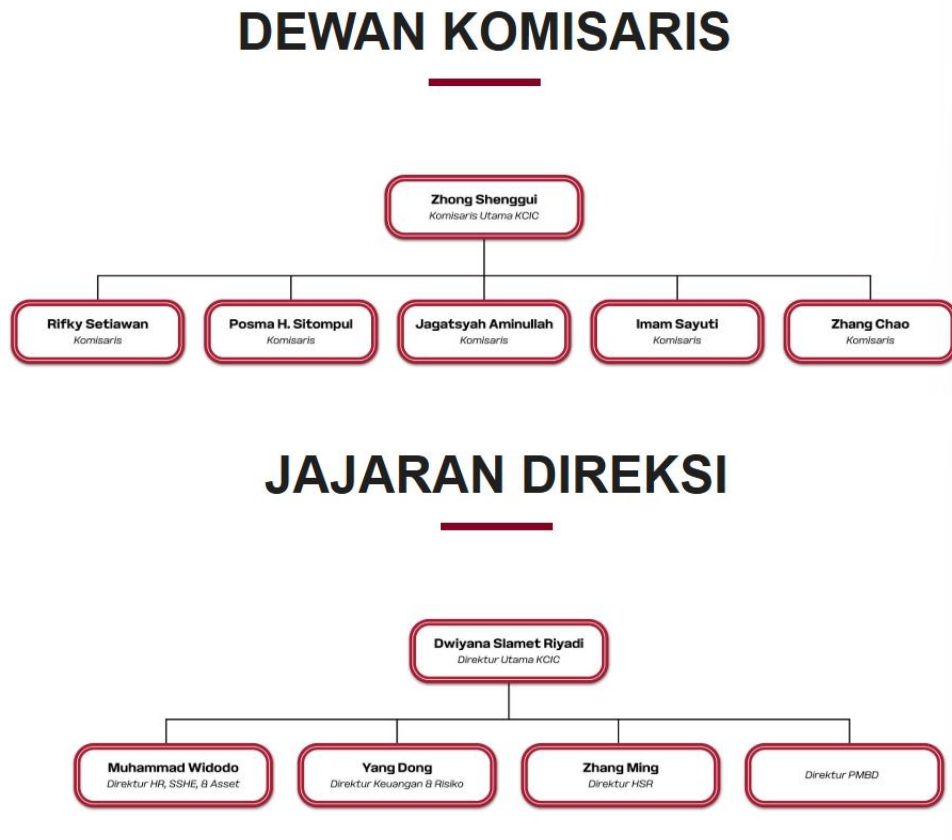 DEWAN KOMISARIS
Zhong Shenggui
Komisaris Utama KCIC
Rifky Setiawan
Komisaris
Posma H. Sitompul
Komisaris
Jagatsyah Aminullah
Komisaris
Imam Sayuti
Komisaris
Zhang Chao
Komisaris
JAJARAN DIREKSI
Dwiyana Slamet Riyadi
Direktur Utama KCIC
Muhammad Widodo
Direktur HR, SSHE, & Asset
Yang Dong
Direktur Keuangan & Risiko
Zhang Ming
Direktur HSR
Direktur PMBD